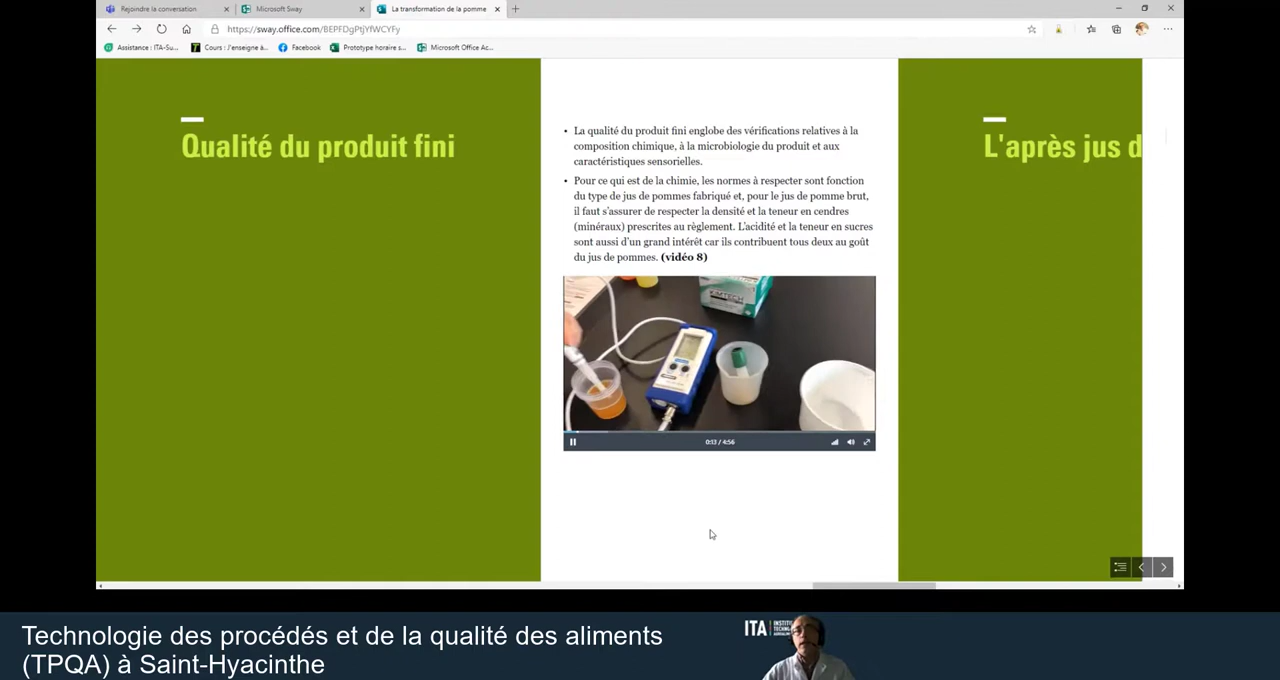 Rejoindre la conversation
Microsoft Sway
La transformation de la pomme
https://sway.office.com/BEPFDgPtjYfWCYFy
Assistance : ITA-Su...
Cours : J'enseigne à...
Facebook
Prototype horaire s...
Microsoft Office Ac...
Qualité du produit fini
• La qualité du produit fini englobe des vérifications relatives à la
composition chimique, à la microbiologie du produit et aux
caractéristiques sensorielles.
• Pour ce qui est de la chimie, les normes à respecter sont fonction
du type de jus de pommes fabriqué et, pour le jus de pomme brut,
il faut s'assurer de respecter la densité et la teneur en cendres
(minéraux) prescrites au règlement. L'acidité et la teneur en sucres
sont aussi d'un grand intérêt car ils contribuent tous deux au goût
du jus de pommes. (vidéo 8)
KIMTECH
0:13 / 4:56
L'après jus d
Technologie des procédés et de la qualité des aliments
(TPQA) à Saint-Hyacinthe
ITA